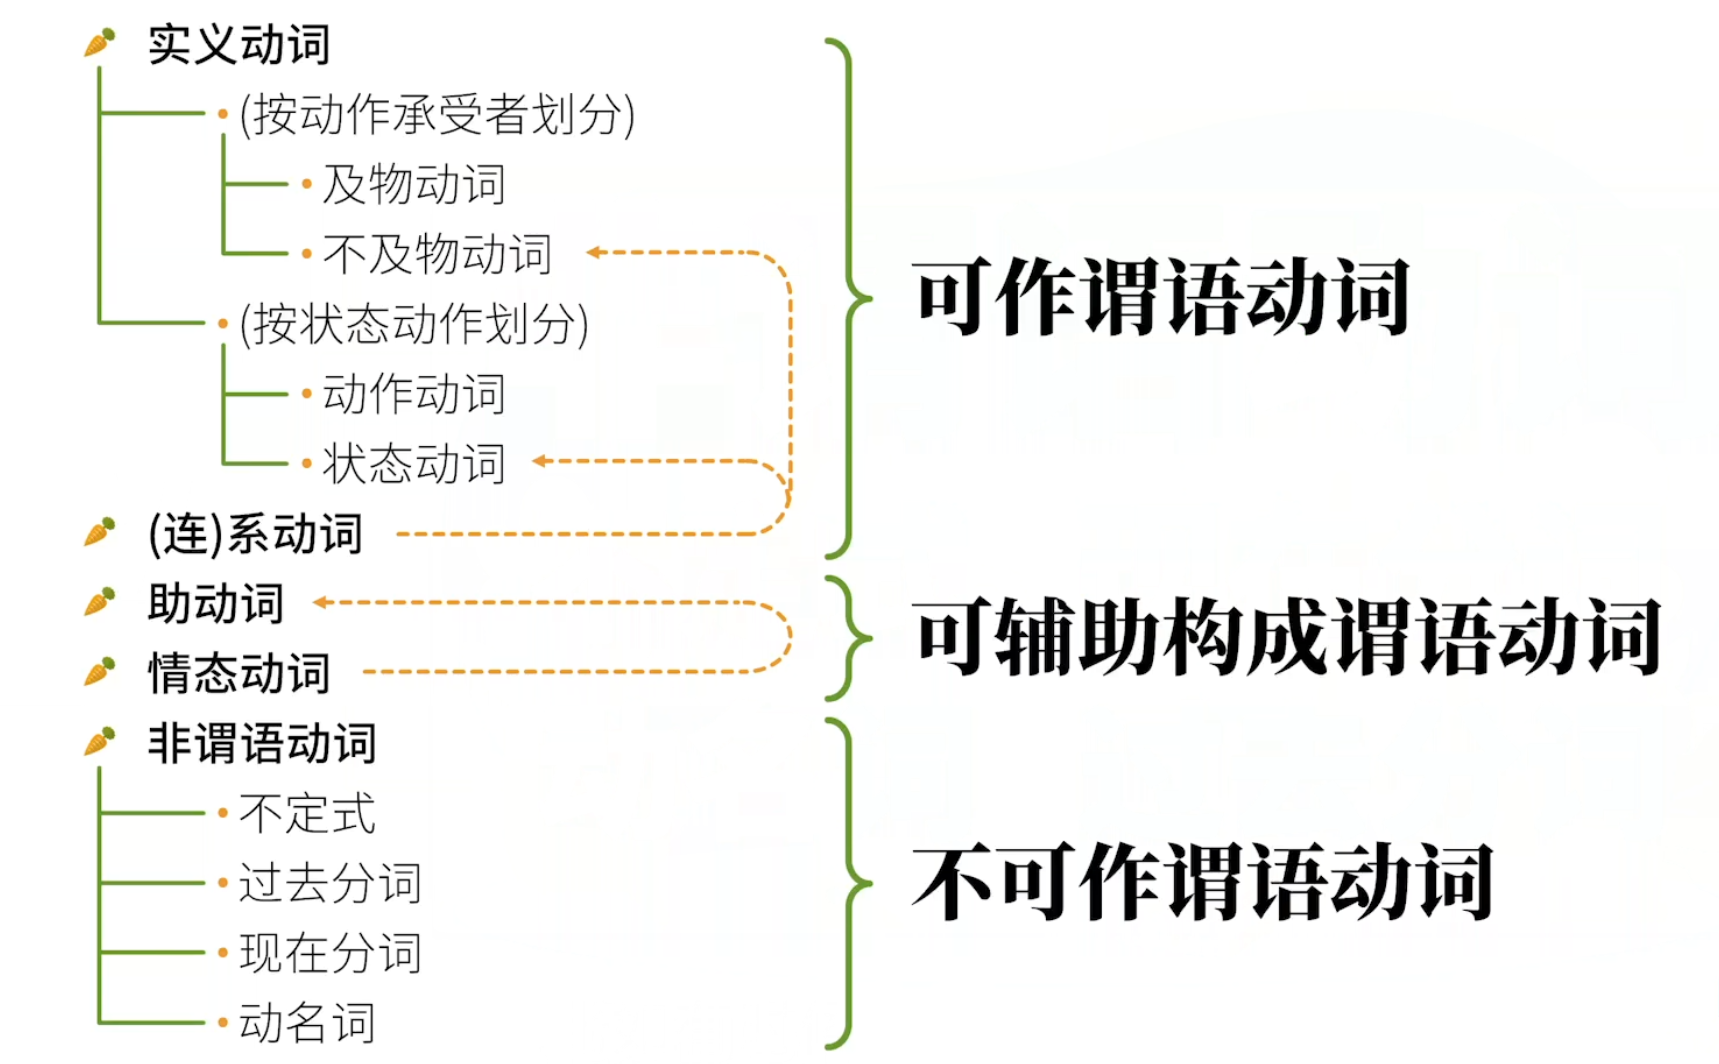 实义动词
(按动作承受者划分)
及物动词
不及物动词
(按状态动作划分)
动作动词
状态动词
(连)系动词
可作谓语动词
助动词
情态动词
可辅助构成谓语动词
非谓语动词
不定式
过去分词
现在分词
动名词
不可作谓语动词